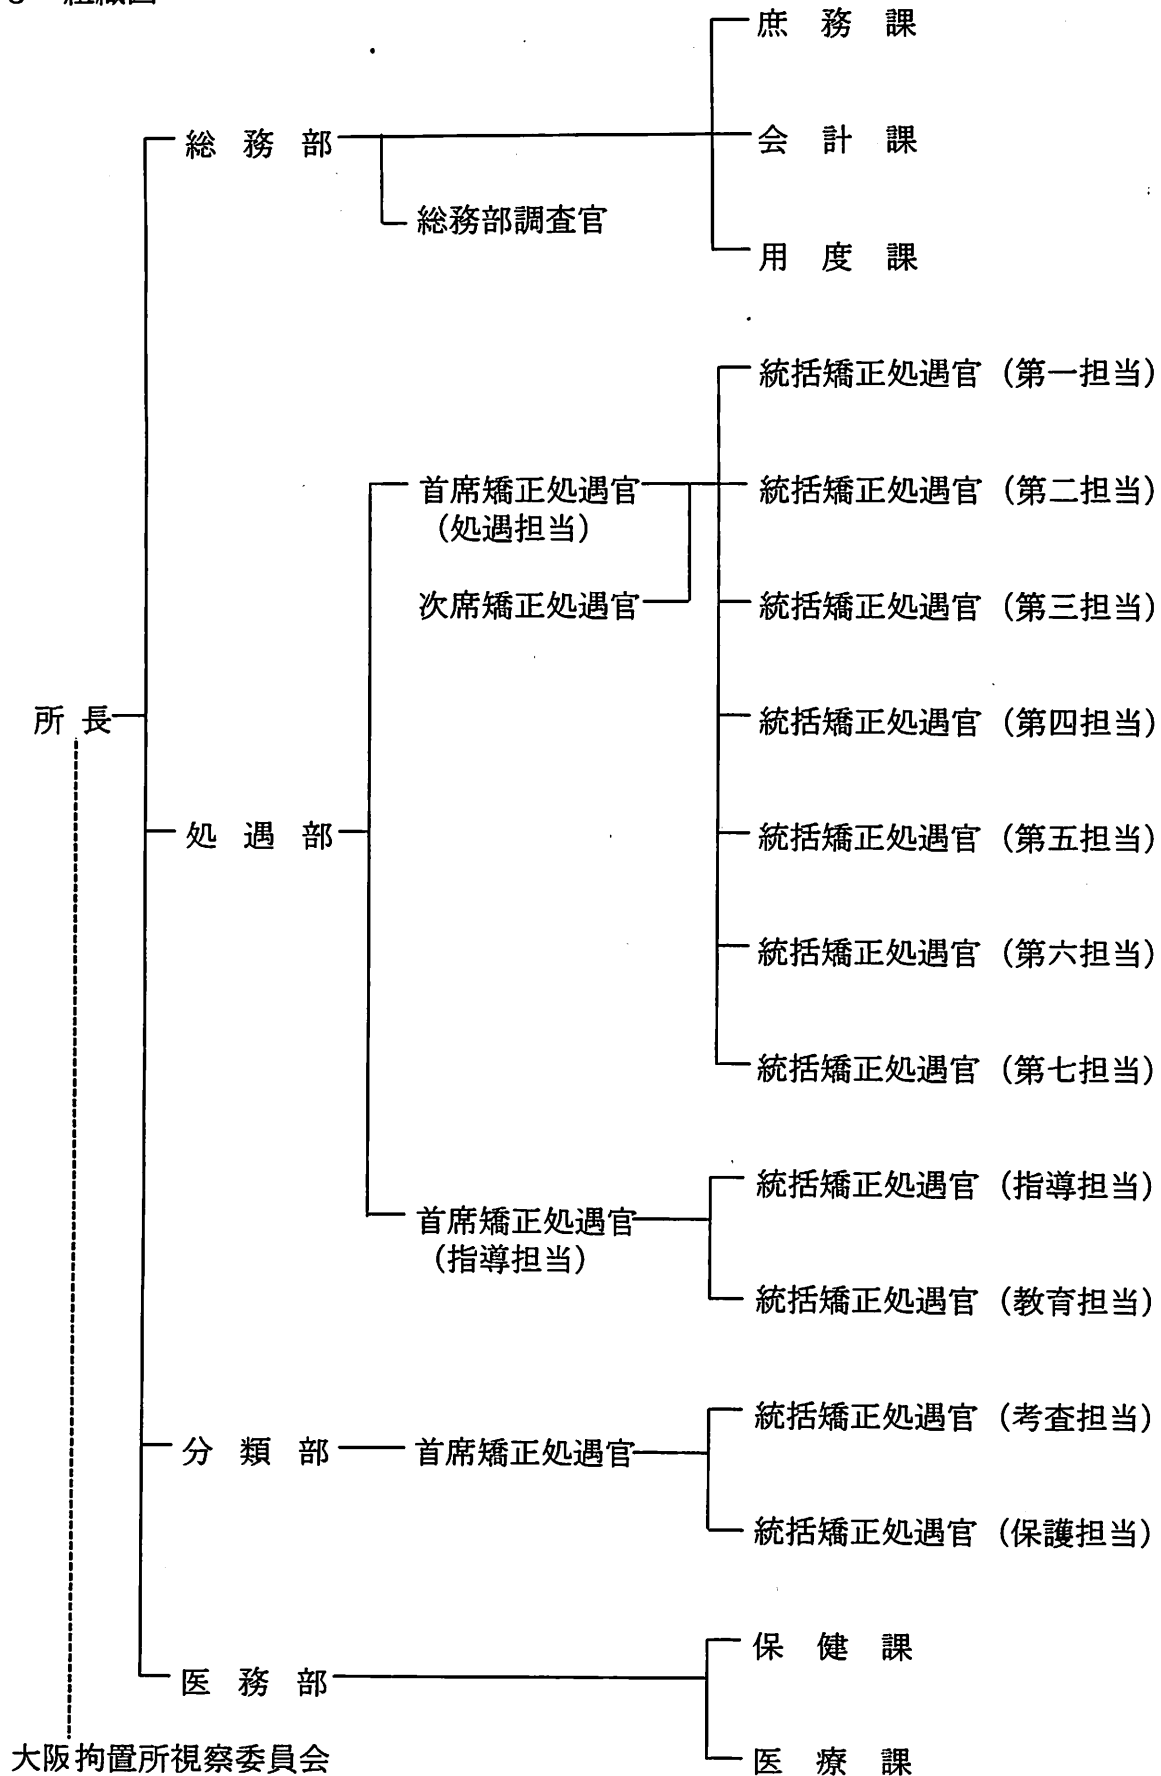 組織図
庶務課
総務部
会計課
総務部調査官
用度課
統括矯正処遇官（第一担当）
首席矯正処遇官
（処遇担当）
統括矯正処遇官（第二担当）
次席矯正処遇官
統括矯正処遇官（第三担当）
所長
統括矯正処遇官（第四担当）
処遇部
統括矯正処遇官（第五担当）
統括矯正処遇官（第六担当）
統括矯正処遇官（第七担当）
首席矯正処遇官
（指導担当）
統括矯正処遇官（指導担当）
統括矯正処遇官（教育担当）
分類部
首席矯正処遇官
統括矯正処遇官（考査担当）
統括矯正処遇官（保護担当）
医務部
保健課
医療課
大阪拘置所視察委員会